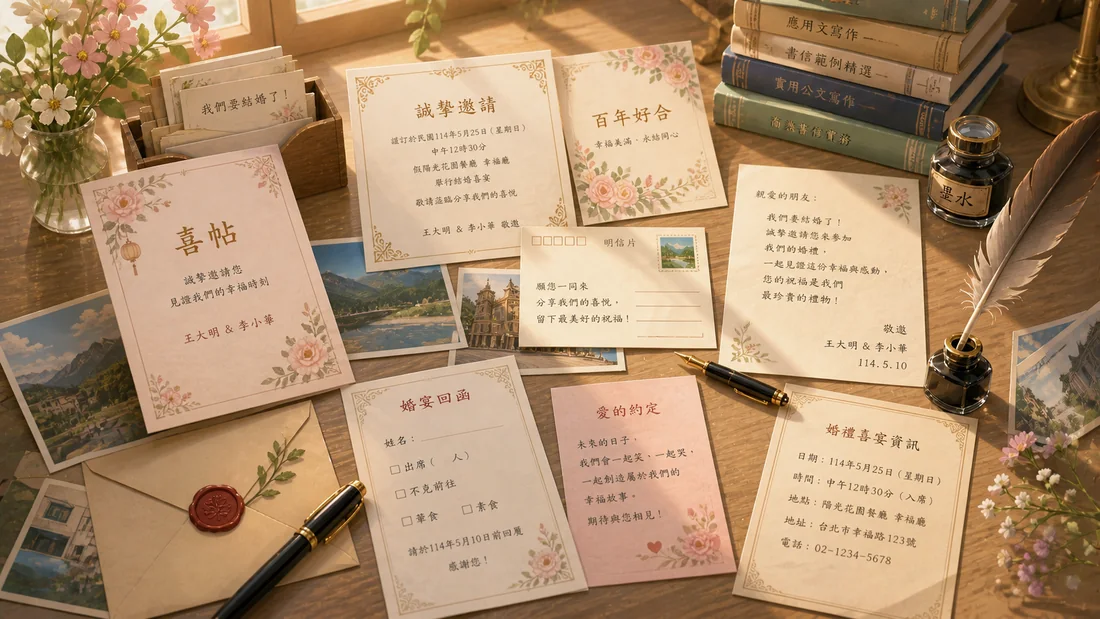 應用文寫作
書信範例精選
實用公文寫作
我們要結婚了！
誠摯邀請
謹訂於民國114年5月25日（星期日）
中午12時30分
假陽光花園餐廳 幸福廳
舉行結婚喜宴
敬請蒞臨分享我們的喜悅
王大明 & 李小華 敬邀
百年好合
幸福美滿．永結同心
墨水
喜帖
誠摯邀請您
見證我們的幸福時刻
王大明 & 李小華
明信片
願您一同來
分享我們的喜悅，
留下最美好的祝福！
親愛的朋友：
我們要結婚了！
誠摯邀請您來參加
我們的婚禮，
一起見證這份幸福與感動，
您的祝福是我們
最珍貴的禮物！
敬邀
王大明 & 李小華
114.5.10
婚宴回函
姓名：
□出席（ 人）
□不克前往
□葷食 □素食
請於114年5月10日前回覆
感謝您！
愛的約定
未來的日子，
我們會一起笑、一起哭，
一起創造屬於我們的
幸福故事。
期待與您相見！
婚禮喜宴資訊
日期：114年5月25日（星期日）
時間：中午12時30分（入席）
地點：陽光花園餐廳 幸福廳
地址：台北市幸福路123號
電話：02-1234-5678